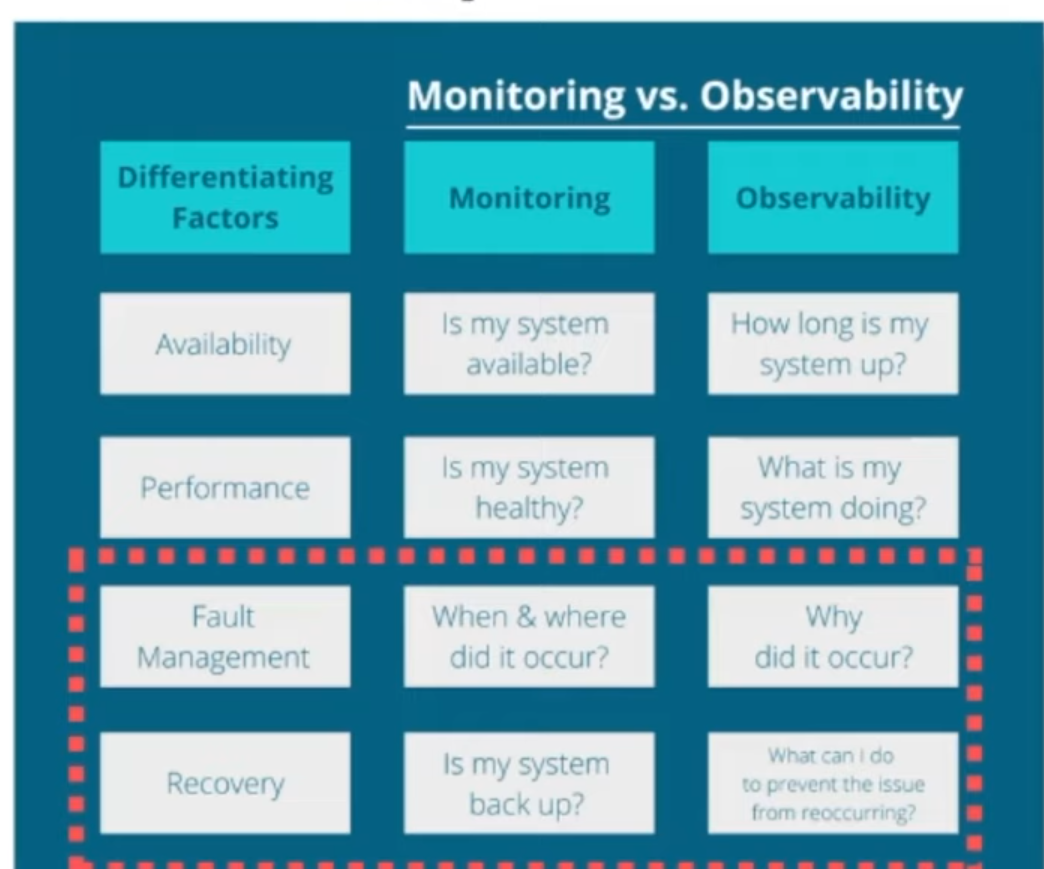 Monitoring vs. Observability
Differentiating
Factors
Monitoring
Observability
Availability
Is my system
available?
How long is my
system up?
Performance
Is my system
healthy?
What is my
system doing?
Fault
Management
When & where
did it occur?
Why
did it occur?
Recovery
Is my system
back up?
What can I do
to prevent the issue
from reoccurring?